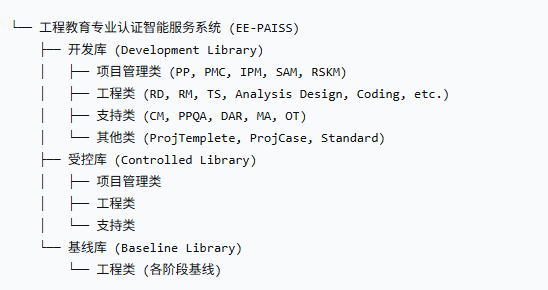 └── 工程教育专业认证智能服务系统 (EE-PAISS)
├── 开发库 (Development Library)
│ ├── 项目管理类 (PP, PMC, IPM, SAM, RSKM)
│ ├── 工程类 (RD, RM, TS, Analysis Design, Coding, etc.)
│ ├── 支持类 (CM, PPQA, DAR, MA, OT)
│ └── 其他类 (ProjTemplete, ProjCase, Standard)
├── 受控库 (Controlled Library)
│ ├── 项目管理类
│ ├── 工程类
│ └── 支持类
└── 基线库 (Baseline Library)
└── 工程类 (各阶段基线)